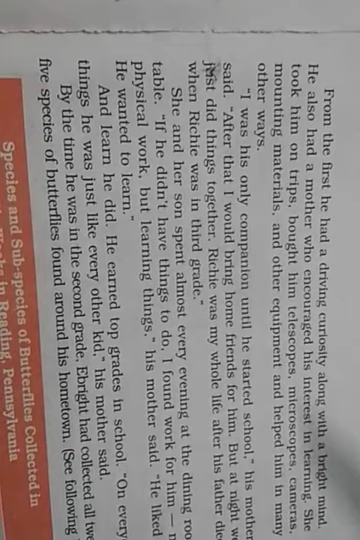 From the first he had a driving curiosity along with a bright mind.
He also had a mother who encouraged his interest in learning. She
took him on trips, bought him telescopes, microscopes, cameras,
mounting materials, and other equipment and helped him in many
other ways.
"I was his only companion until he started school," his mother
said. "After that I would bring home friends for him. But at night we
just did things together. Richie was my whole life after his father die
when Richie was in third grade."
She and her son spent almost every evening at the dining roo
table. "If he didn't have things to do, I found work for him — n
physical work, but learning things," his mother said. "He liked
He wanted to learn."
And learn he did. He earned top grades in school. "On every
things he was just like every other kid," his mother said.
By the time he was in the second grade, Ebright had collected all twe
five species of butterflies found around his hometown. (See following
Species and Sub-species of Butterflies Collected in
Weeks in Reading, Pennsylvania